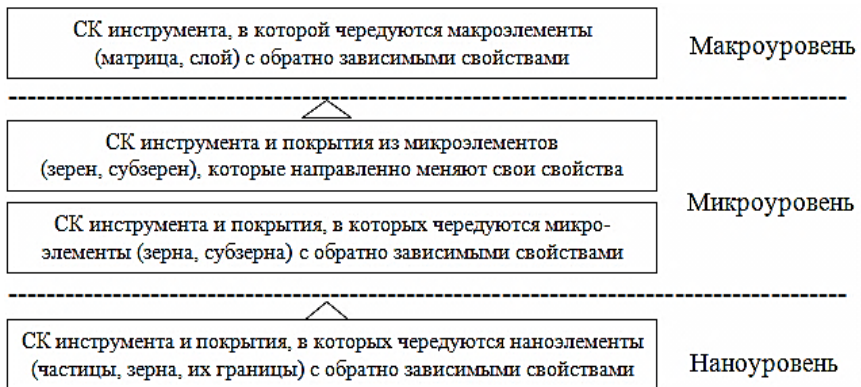 СК инструмента, в которой чередуются макроэлементы
(матрица, слой) с обратно зависимыми свойствами
Макроуровень
СК инструмента и покрытия из микроэлементов
(зерен, субзерен), которые направленно меняют свои свойства
СК инструмента и покрытия, в которых чередуются микро-
элементы (зерна, субзерна) с обратно зависимыми свойствами
Микроуровень
СК инструмента и покрытия, в которых чередуются наноэлементы
(частицы, зерна, их границы) с обратно зависимыми свойствами
Наноуровень